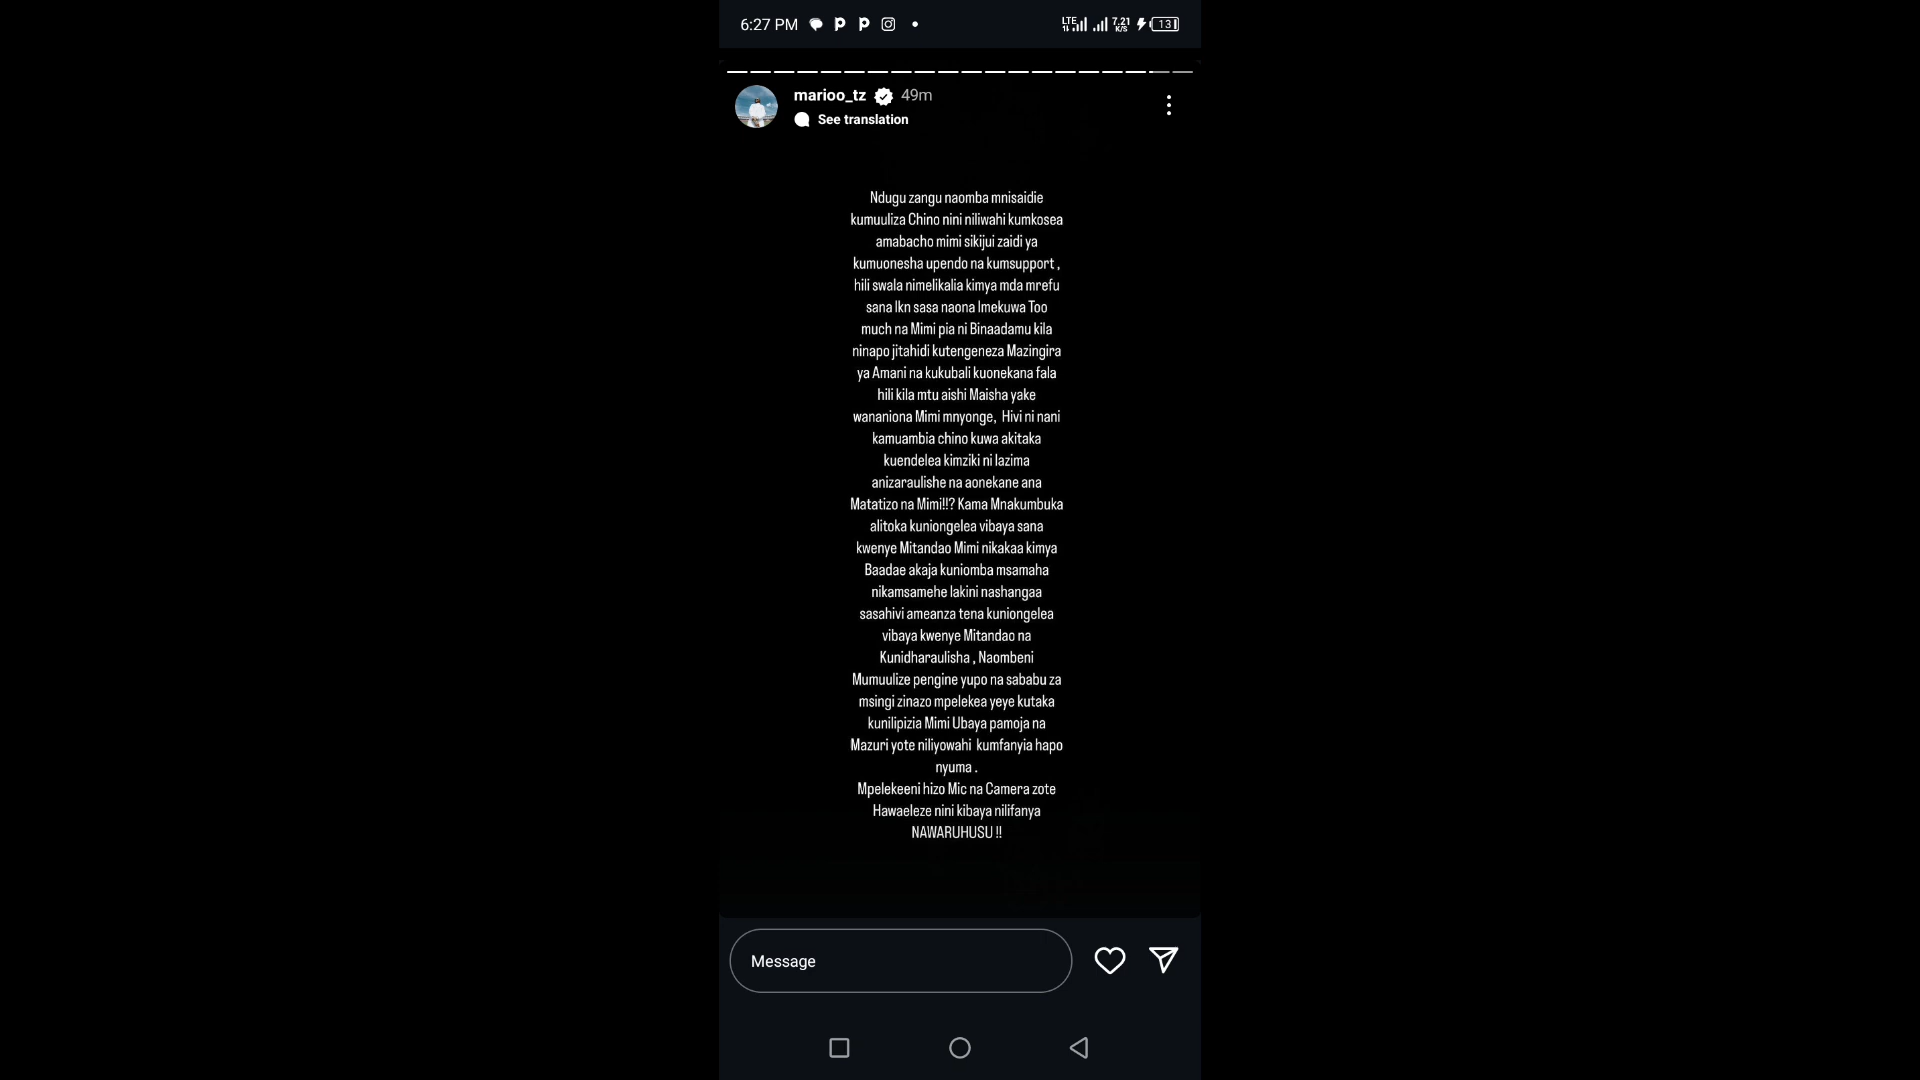 6:27 PM
LTE
7.21
K/S
13
marioo_tz 49m
See translation
Ndugu zangu naomba mnisaidie
kumuuliza Chino nini niliwahi kumkosea
amabacho mimi sikijui zaidi ya
kumuonesha upendo na kumsupport ,
hili swala nimelikalia kimya mda mrefu
sana lkn sasa naona Imekuwa Too
much na Mimi pia ni Binaadamu kila
ninapo jitahidi kutengeneza Mazingira
ya Amani na kukubali kuonekana fala
hili kila mtu aishi Maisha yake
wananiona Mimi mnyonge, Hivi ni nani
kamuambia chino kuwa akitaka
kuendelea kimziki ni lazima
anizaraulishe na aonekane ana
Matatizo na Mimi!!? Kama Mnakumbuka
alitoka kuniongelea vibaya sana
kwenye Mitandao Mimi nikakaa kimya
Baadae akaja kuniomba msamaha
nikamsamehe lakini nashangaa
sasahivi ameanza tena kuniongelea
vibaya kwenye Mitandao na
Kunidharaulisha , Naombeni
Mumuulize pengine yupo na sababu za
msingi zinazo mpelekea yeye kutaka
kunilipizia Mimi Ubaya pamoja na
Mazuri yote niliyowahi kumfanyia hapo
nyuma .
Mpelekeeni hizo Mic na Camera zote
Hawaeleze nini kibaya nilifanya
NAWARUHUSU !!
Message